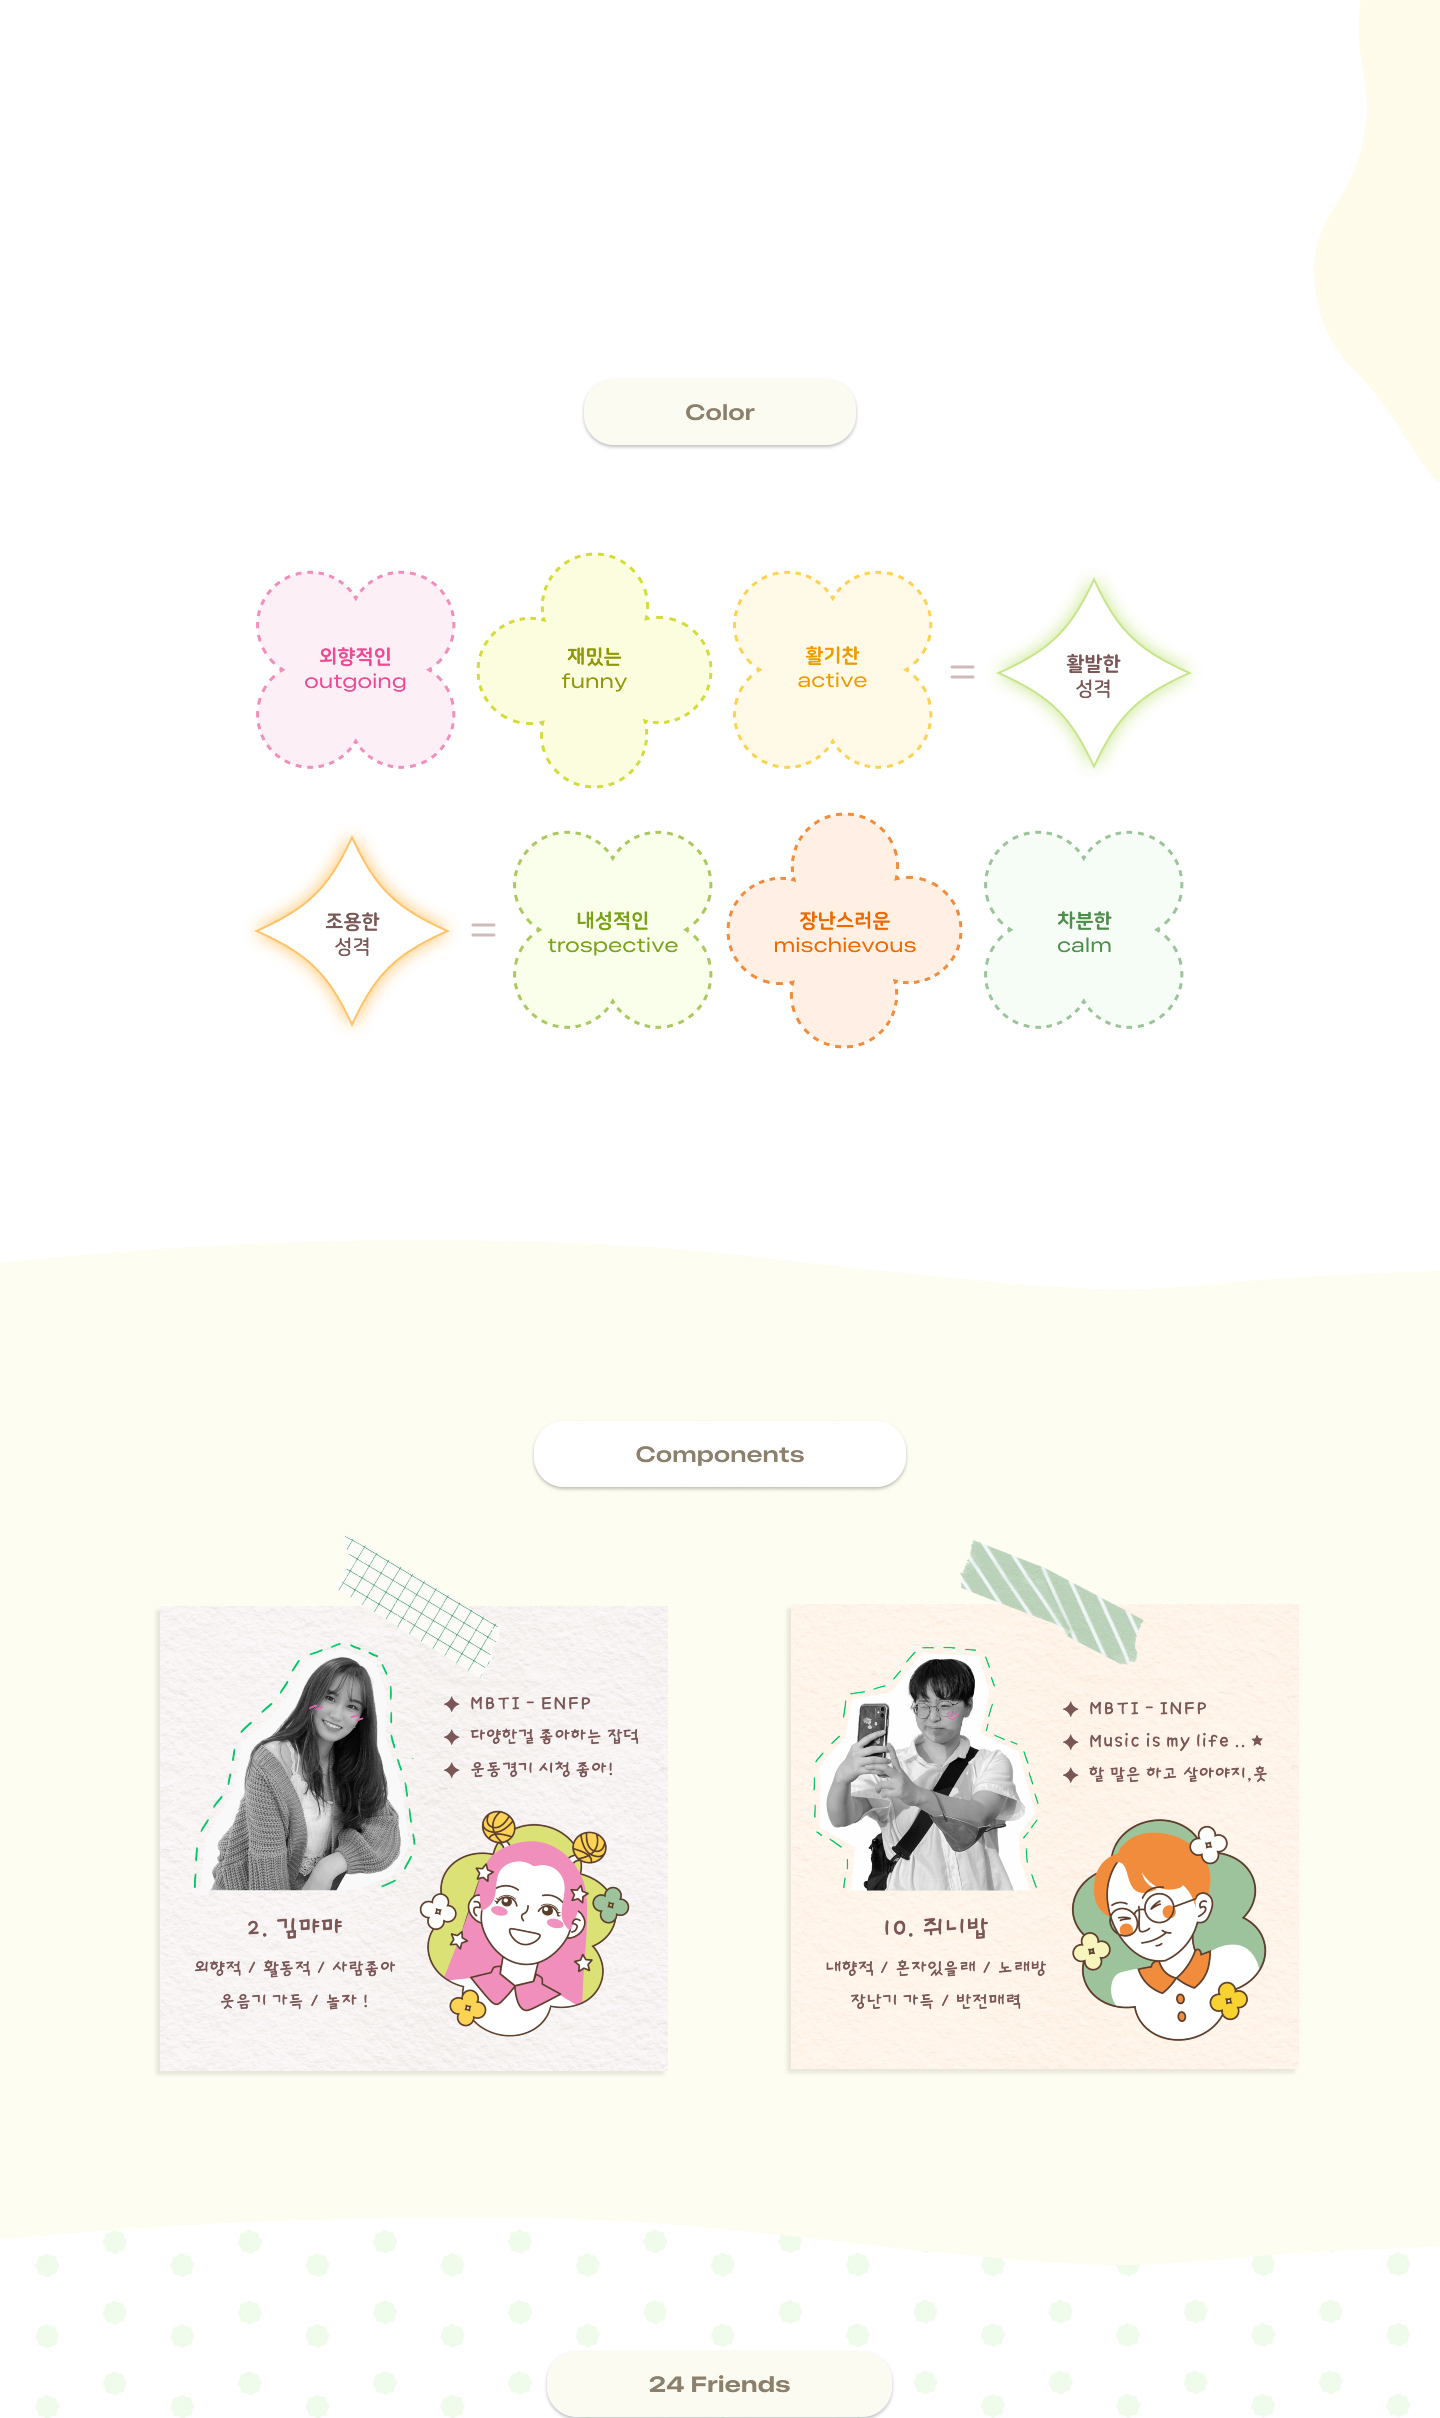 Color
외향적인
outgoing
재밌는
funny
활기찬
active
=
활발한
성격
조용한
성격
=
내성적인
trospective
장난스러운
mischievous
차분한
calm
Components
MBTI - ENFP
다양한걸 좋아하는 잡덕
운동경기 시청 좋아!
2. 김먀먀
외향적 / 활동적 / 사람좋아
웃음기 가득 / 놀자 !
MBTI - INFP
Music is my life .. ★
할 말은 하고 살아야지,훗
10. 쥐니밥
내향적 / 혼자있을래 / 노래방
장난기 가득 / 반전매력
24 Friends